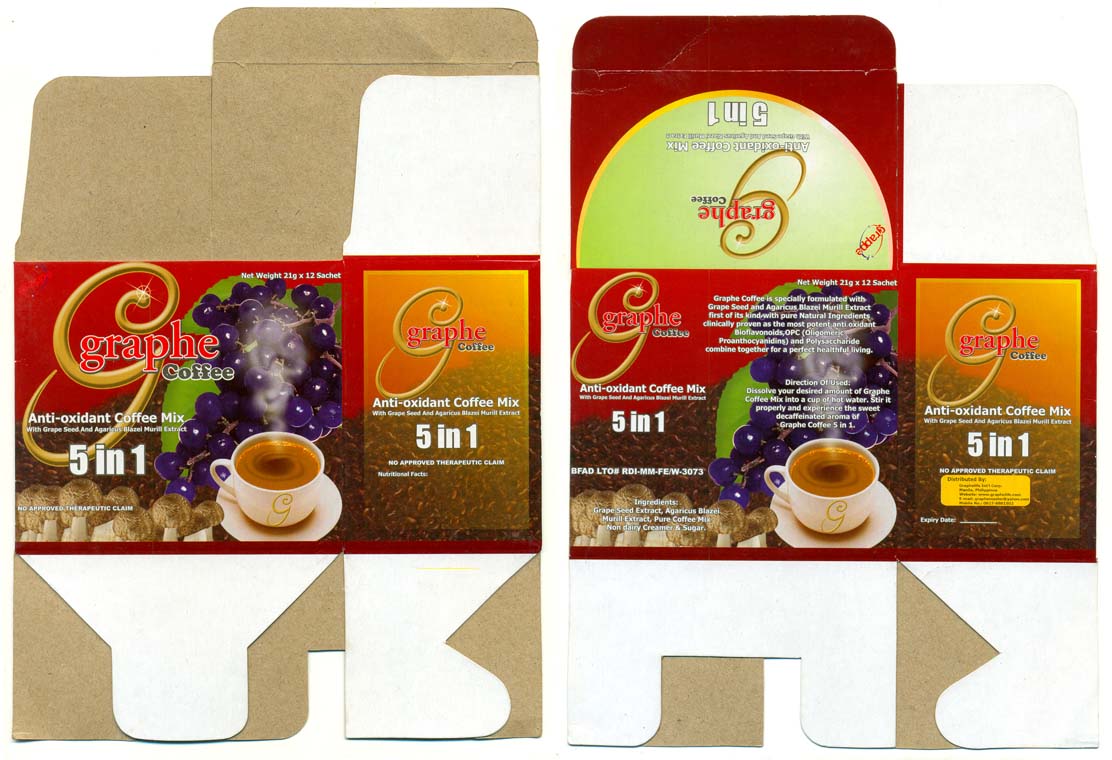 Net Weight 21g x 12 Sachet
graphe
Coffee
Anti-oxidant Coffee Mix
With Grape Seed And Agaricus Blazei Murill Extract
5 in 1
NO APPROVED THERAPEUTIC CLAIM
graphe
Coffee
Anti-oxidant Coffee Mix
With Grape Seed And Agaricus Blazei Murill Extract
5 in 1
NO APPROVED THERAPEUTIC CLAIM
Nutritional Facts:
5 in 1
With Grape Seed And Agaricus Blazei Murill Extract
Anti-oxidant Coffee Mix
Coffee
graphe
grappa
Net Weight 21g x 12 Sachet
graphe
Coffee
Anti-oxidant Coffee Mix
With Grape Seed And Agaricus Blazei Murill Extract
5 in 1
BFAD LTO# RDI-MM-FE/W-3073
Ingredients:
Grape Seed Extract, Agaricus Blazei
Murill Extract, Pure Coffee Mix
Non dairy Creamer & Sugar.
Graphe Coffee is specially formulated with
Grape Seed and Agaricus Blazei Murill Extract
first of its kind,with pure Natural Ingredients
clinically proven as the most potent anti oxidant
Bioflavonoids,OPC (Oligomeric
Proanthocyanidins) and Polysaccharide
combine together for a perfect healthful living.
Direction Of Used:
Dissolve your desired amount of Graphe
Coffee Mix into a cup of hot water. Stir it
properly and experience the sweet
decaffeinated aroma of
Graphe Coffee 5 in 1.
g
graphe
Coffee
Anti-oxidant Coffee Mix
With Grape Seed And Agaricus Blazei Murill Extract
5 in 1
NO APPROVED THERAPEUTIC CLAIM
Distributed By:
Graphelife Int'l Corp.
Manila, Philippines
Website: www.graphelife.com
Expiry Date: